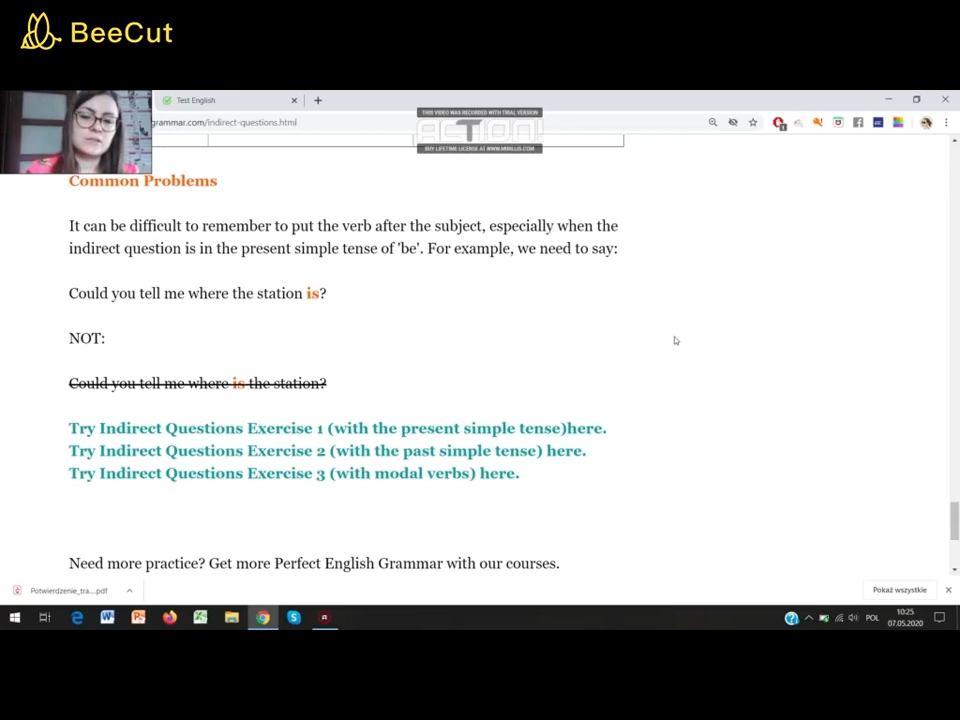 BeeCut
Test English
grammar.com/indirect-questions.html
THIS VIDEO WAS RECORDED WITH TRIAL VERSION
ACTION!
BUY LIFETIME LICENSE AT WWW.MIRILLIS.COM
Common Problems
It can be difficult to remember to put the verb after the subject, especially when the
indirect question is in the present simple tense of 'be'. For example, we need to say:
Could you tell me where the station is?
NOT:
Could you tell me where is the station?
Try Indirect Questions Exercise 1 (with the present simple tense)here.
Try Indirect Questions Exercise 2 (with the past simple tense) here.
Try Indirect Questions Exercise 3 (with modal verbs) here.
Need more practice? Get more Perfect English Grammar with our courses.
Potwierdzenie_tra....pdf
Pokaż wszystkie
POL
10:25
07.05.2020